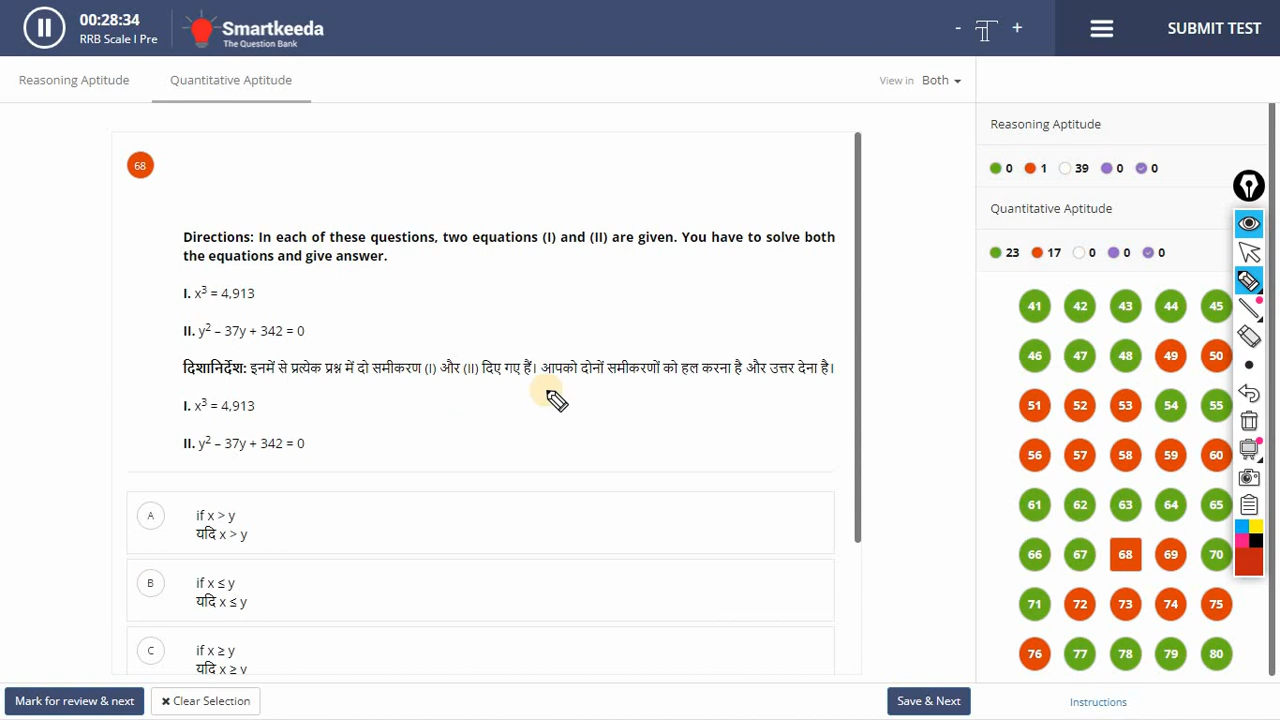 00:28:34
RRB Scale I Pre
Smartkeeda
The Question Bank
- T +
SUBMIT TEST
Reasoning Aptitude
Quantitative Aptitude
View in Both
68
Directions: In each of these questions, two equations (I) and (II) are given. You have to solve both
the equations and give answer.
I. x³ = 4,913
II. y² – 37y + 342 = 0
दिशानिर्देश: इनमें से प्रत्येक प्रश्न में दो समीकरण (I) और (II) दिए गए हैं। आपको दोनों समीकरणों को हल करना है और उत्तर देना है।
I. x³ = 4,913
II. y² – 37y + 342 = 0
A
if x > y
यदि x > y
B
if x ≤ y
यदि x ≤ y
C
if x ≥ y
यदि x ≥ y
Mark for review & next
Clear Selection
Save & Next
Reasoning Aptitude
0 1 39 0 0
Quantitative Aptitude
23 17 0 0 0
41 42 43 44 45
46 47 48 49 50
51 52 53 54 55
56 57 58 59 60
61 62 63 64 65
66 67 68 69 70
71 72 73 74 75
76 77 78 79 80
Instructions